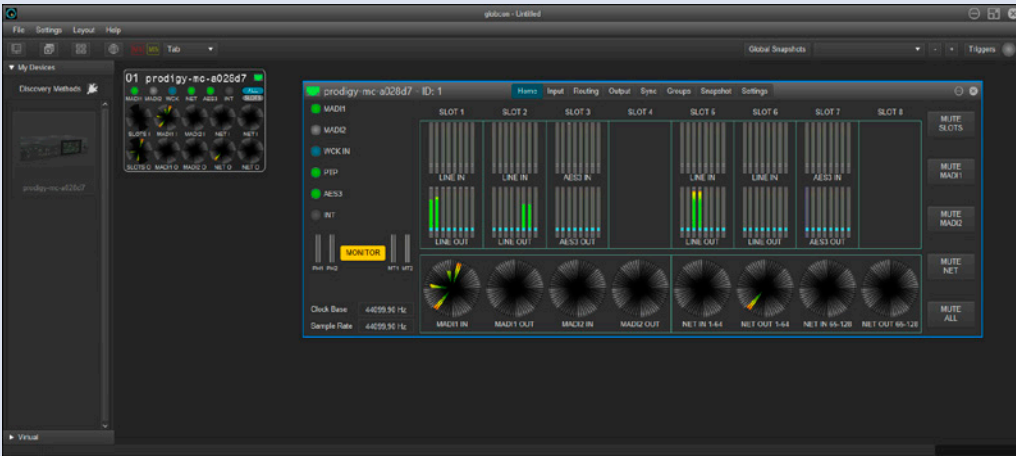 globcon - Untitled
File Settings Layout Help
Tab
Global Snapshots
- + Triggers
My Devices
Discovery Methods
prodigy-mc-a028d7
Virtual
01 prodigy-mc-a028d7
MADI1 MADI2 WCK NET AES3 INT
SLOTS I MADI1 I MADI2 I NET I NET I
SLOTS O MADI1 O MADI2 O NET O NET O
prodigy-mc-a028d7 - ID: 1
Home Input Routing Output Sync Groups Snapshot Settings
MADI1
MADI2
WCK IN
PTP
AES3
INT
MONITOR
PH1 PH2
MT1 MT2
Clock Base 44099,90 Hz
Sample Rate 44099,90 Hz
SLOT 1 SLOT 2 SLOT 3 SLOT 4 SLOT 5 SLOT 6 SLOT 7 SLOT 8
LINE IN LINE IN AES3 IN LINE IN LINE IN AES3 IN
LINE OUT LINE OUT AES3 OUT LINE OUT LINE OUT AES3 OUT
MADI1 IN MADI1 OUT MADI2 IN MADI2 OUT NET IN 1-64 NET OUT 1-64 NET IN 65-128 NET OUT 65-128
MUTE
SLOTS
MUTE
MADI1
MUTE
MADI2
MUTE
NET
MUTE
ALL